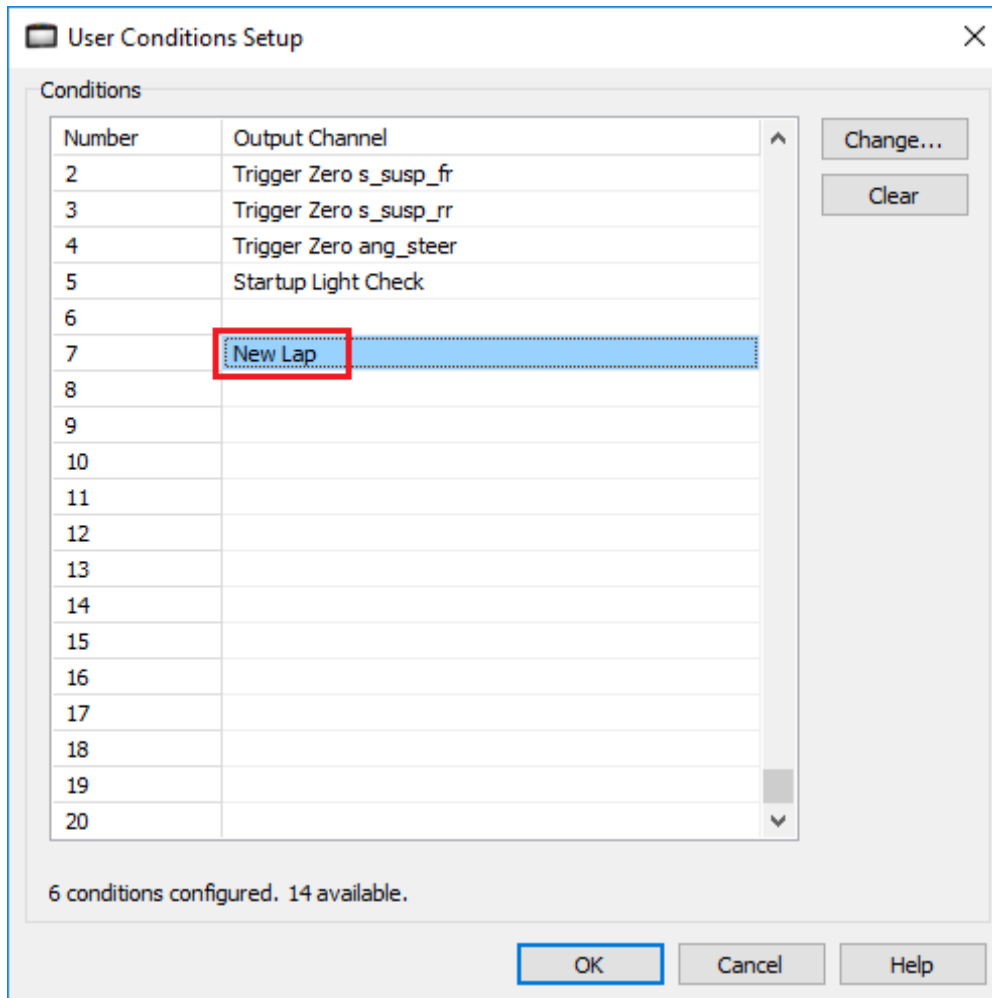 User Conditions Setup
Conditions
Number Output Channel
Change...
2 Trigger Zero s_susp_fr
Clear
3 Trigger Zero s_susp_rr
4 Trigger Zero ang_steer
5 Startup Light Check
6
7 New Lap
8
9
10
11
12
13
14
15
16
17
18
19
20
6 conditions configured. 14 available.
OK Cancel Help